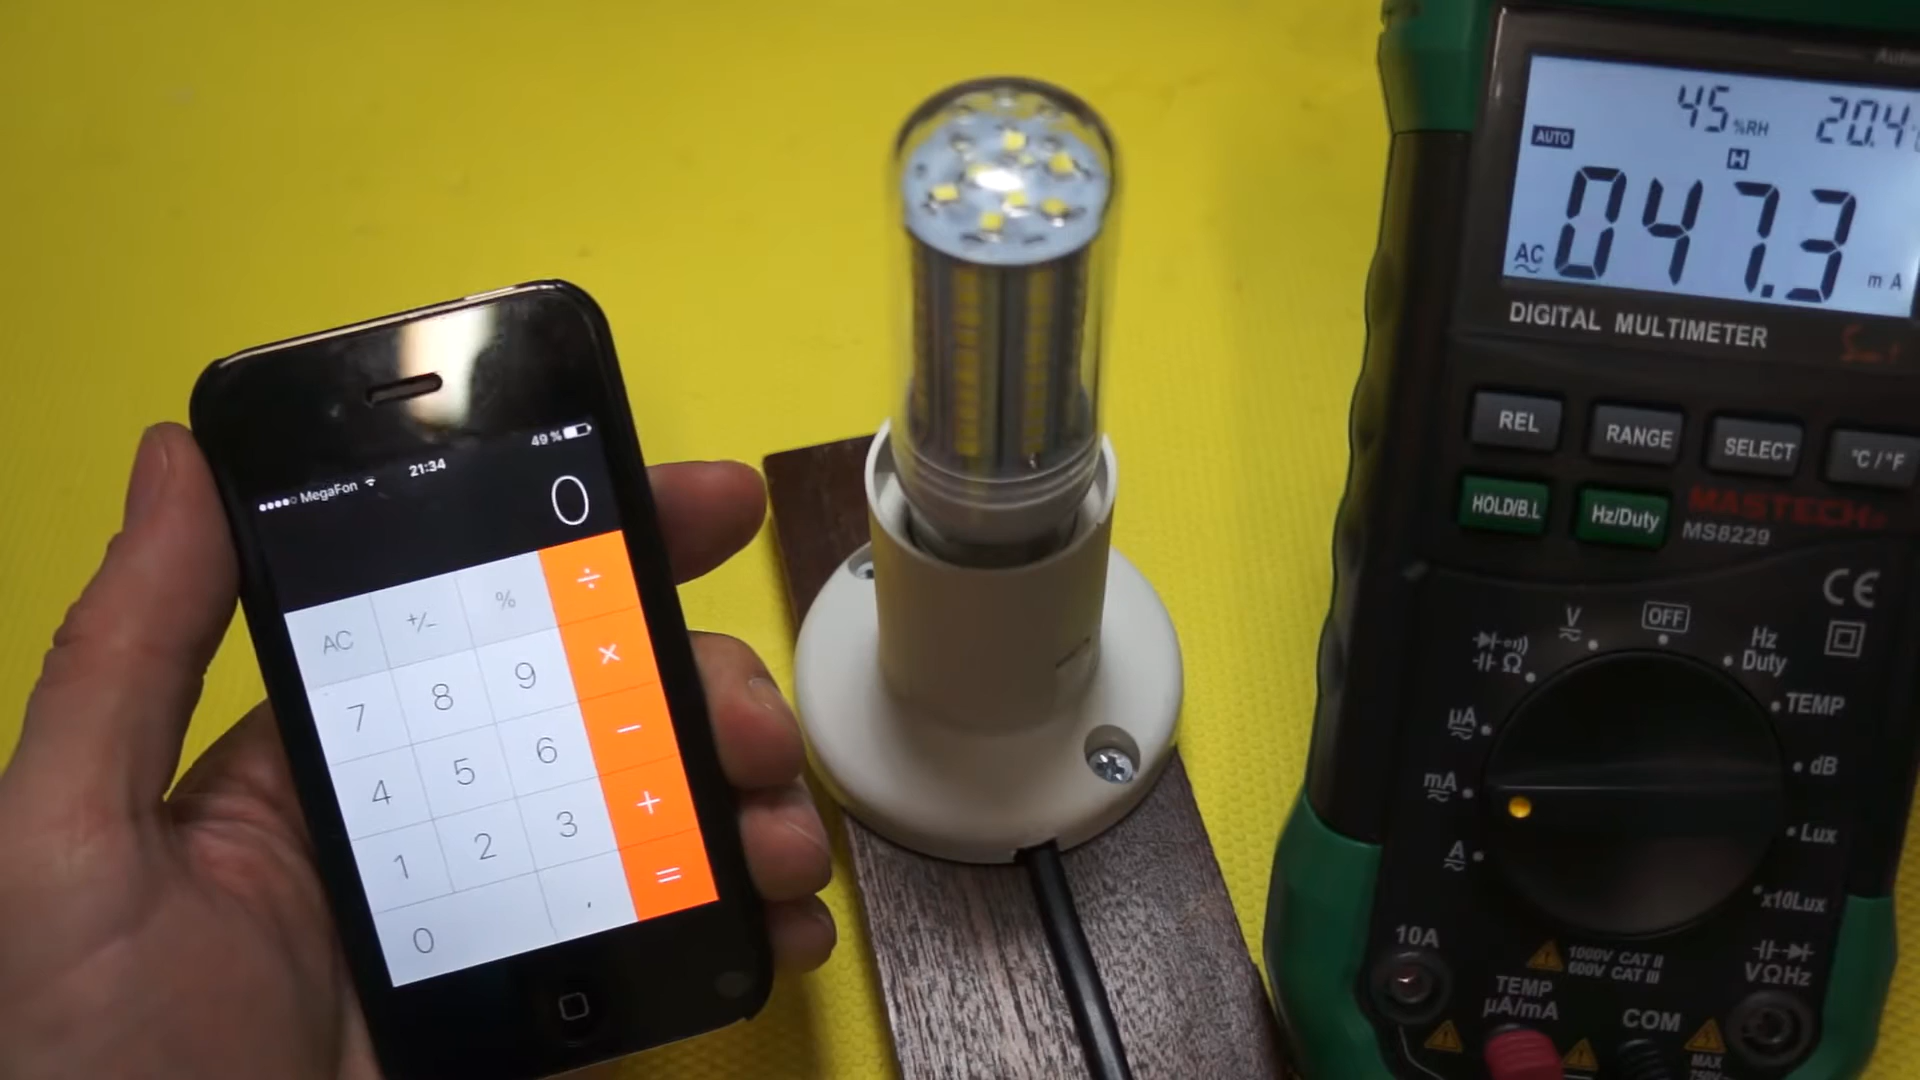 49 %
●●●●○ MegaFon 21:34
0
AC +/- % ÷
7 8 9 ×
4 5 6 −
1 2 3 +
0 , =
45 %RH 20.4
AUTO H
AC 047.3 mA
DIGITAL MULTIMETER
REL RANGE SELECT °C / °F
HOLD/B.L Hz/Duty MASTECH
MS8229
CE
OFF
V
Hz
Duty
Ω
TEMP
µA
dB
mA
Lux
A
x10Lux
10A
1000V CAT II
600V CAT III
VΩHz
TEMP
µA/mA
COM
MAX